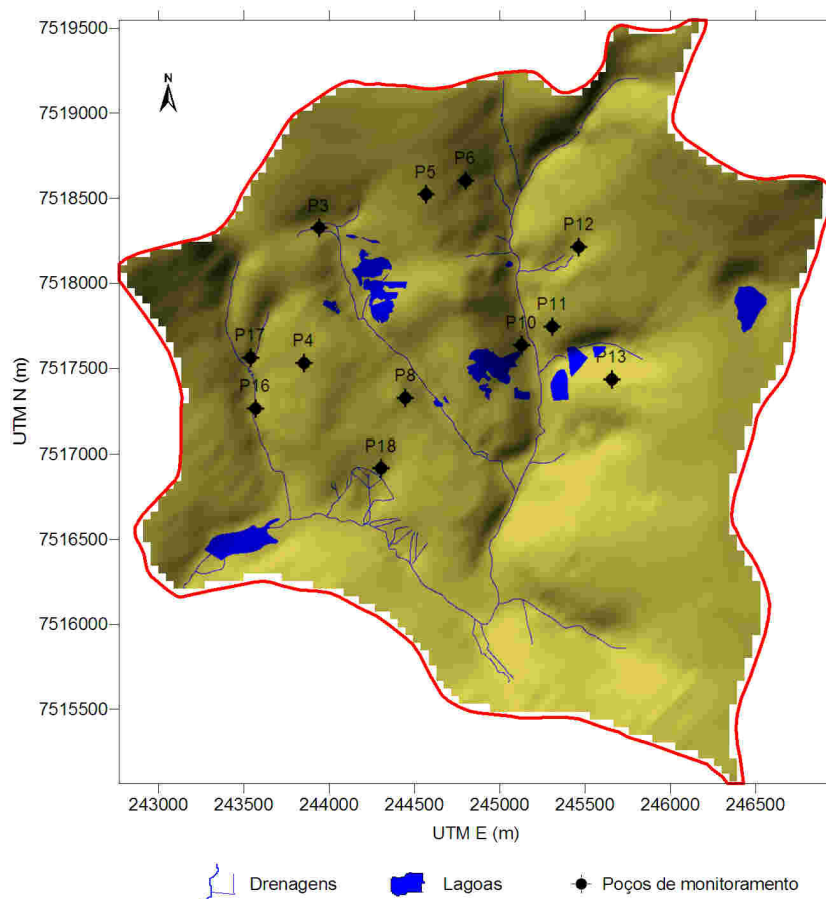 7519500
N
7519000
P6
P5
7518500
P3
P12
7518000
P11
P10
P17
P4
7517500
P13
P8
P16
P18
7517000
7516500
7516000
7515500
UTM N (m)
243000 243500 244000 244500 245000 245500 246000 246500
UTM E (m)
Drenagens Lagoas Poços de monitoramento